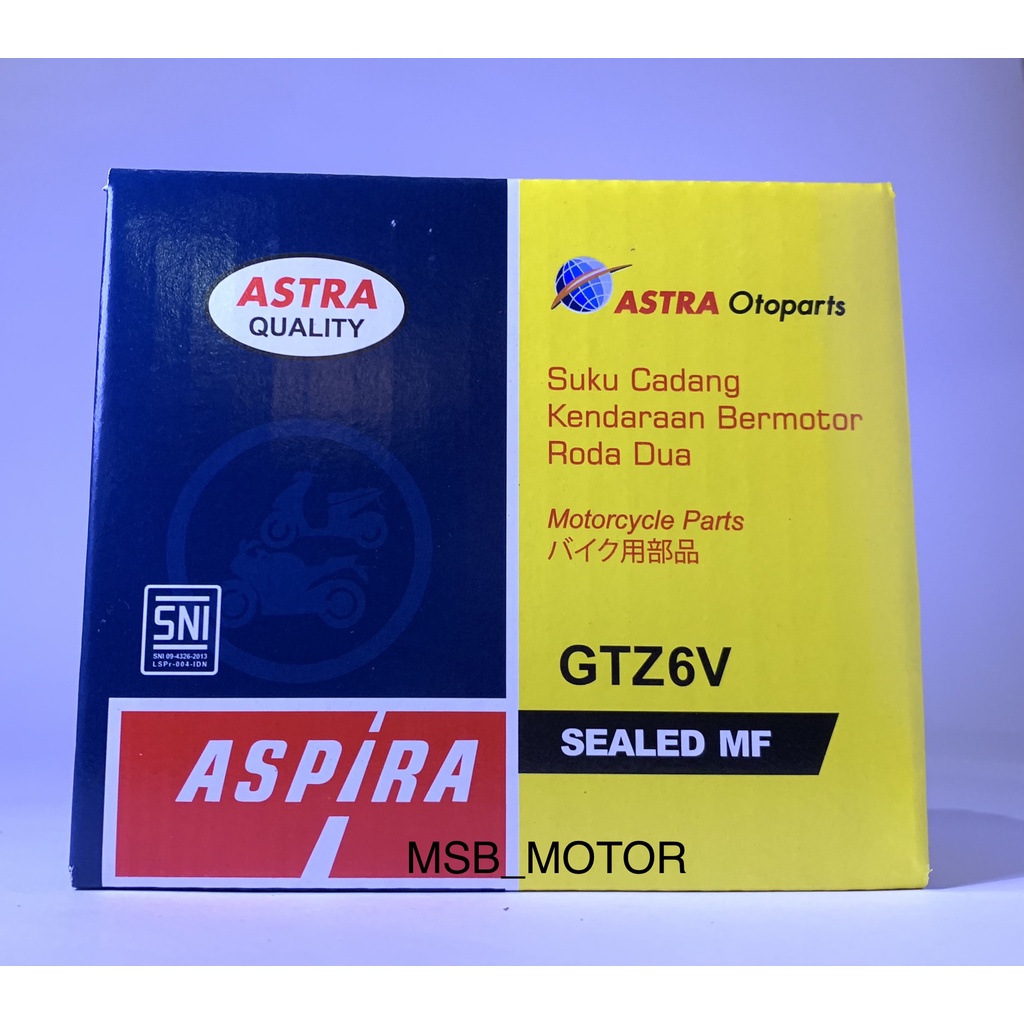 ASTRA
QUALITY
SNI
SNI 09-4326-2013
LSPr-004-IDN
ASPiRA
ASTRA Otoparts
Suku Cadang
Kendaraan Bermotor
Roda Dua
Motorcycle Parts
バイク用部品
GTZ6V
SEALED MF
MSB_MOTOR